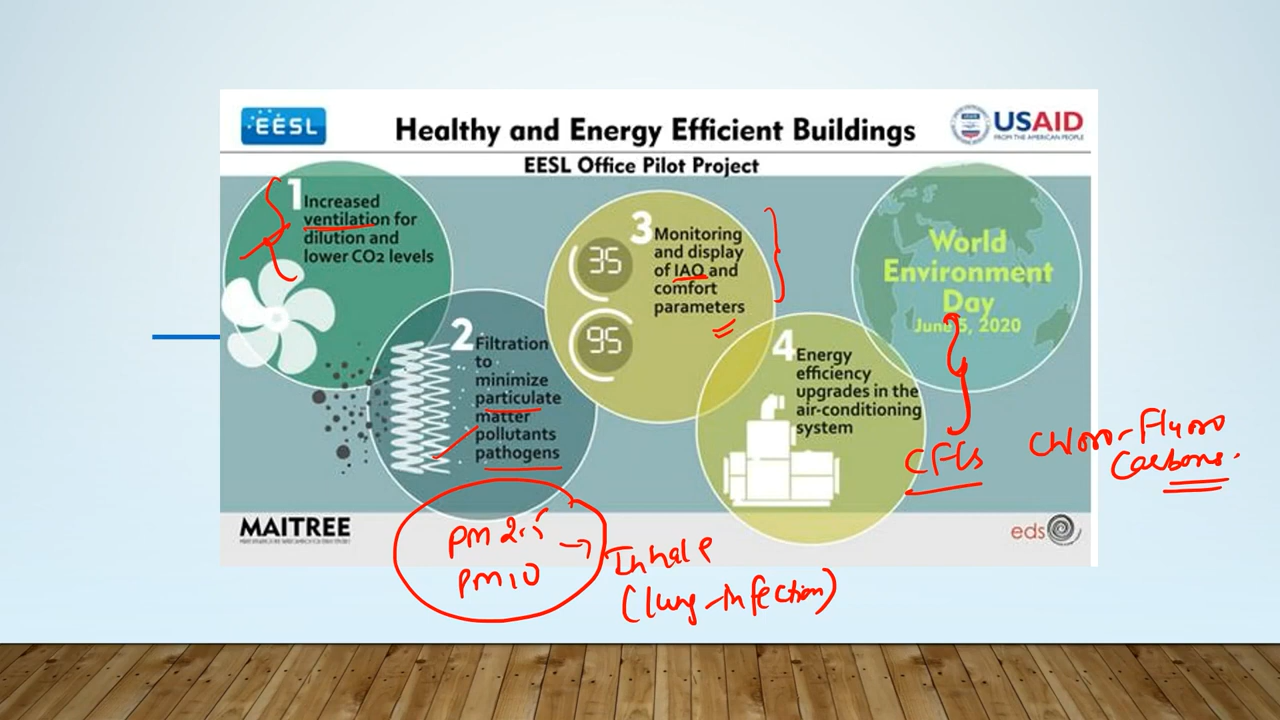 EESL
Healthy and Energy Efficient Buildings
USAID
FROM THE AMERICAN PEOPLE
EESL Office Pilot Project
1
Increased
ventilation for
dilution and
lower CO2 levels
2
Filtration
to
minimize
particulate
matter
pollutants
pathogens
3
35
95
Monitoring
and display
of IAQ and
comfort
parameters
4
Energy
efficiency
upgrades in the
air-conditioning
system
World
Environment
Day
June 5, 2020
CFCs
Chloro-Fluoro
Carbons.
MAITREE
eds
PM 2.5
PM 10
→ Inhale
(lung-infection)